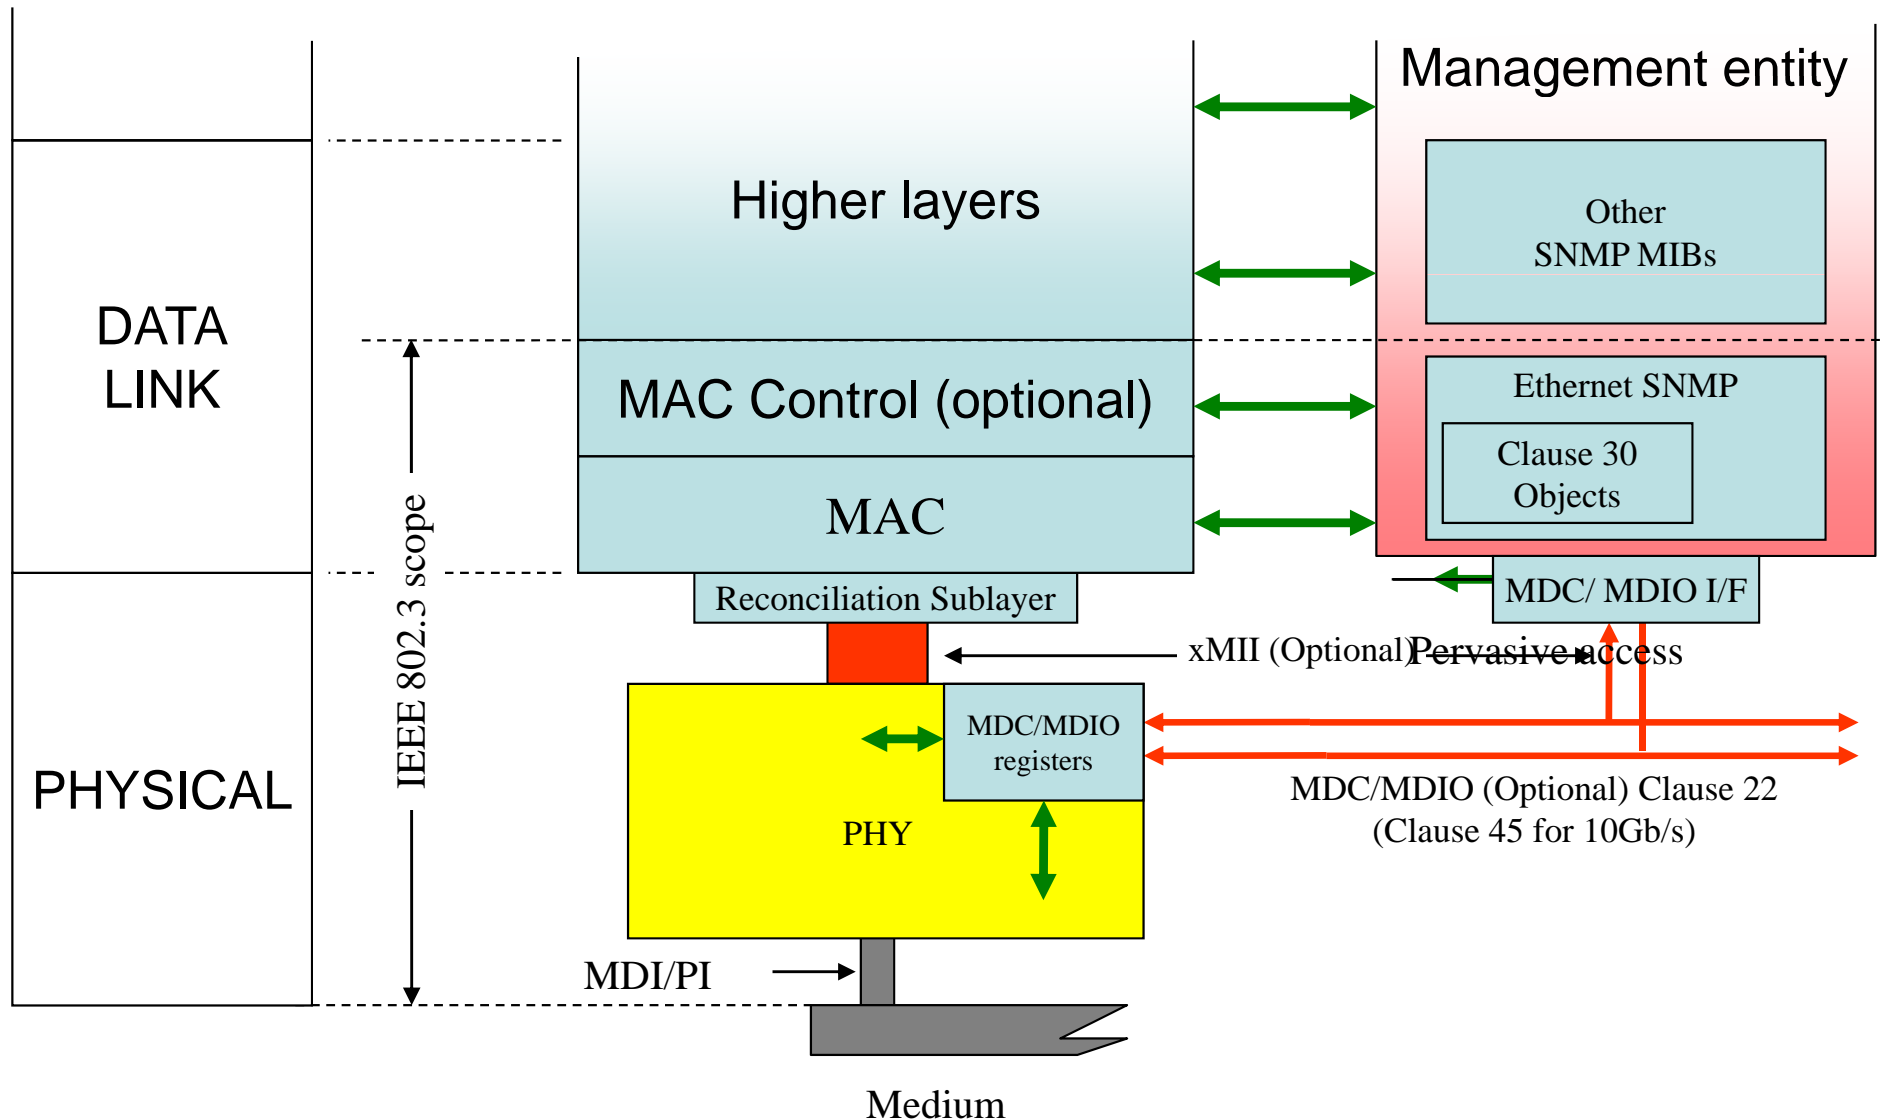 Management entity
Higher layers
Other
SNMP MIBs
DATA
LINK
MAC Control (optional)
Ethernet SNMP
Clause 30
Objects
MAC
IEEE 802.3 scope
Reconciliation Sublayer
MDC/ MDIO I/F
xMII (Optional)
Pervasive access
MDC/MDIO
registers
PHYSICAL
MDC/MDIO (Optional) Clause 22
(Clause 45 for 10Gb/s)
PHY
MDI/PI
Medium